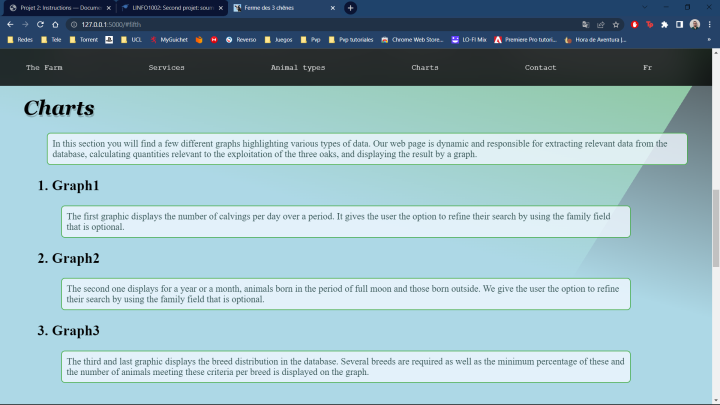 Projet 2: Instructions — Docume
LINFO1002: Second projet: sour
Ferme des 3 chênes
127.0.0.1:5000/#fifth
Redes
Tele
Torrent
UCL
MyGuichet
Reverso
Juegos
Pvp
Pvp tutoriales
Chrome Web Store...
LO-FI Mix
Premiere Pro tutori...
Hora de Aventura |...
The Farm
Services
Animal types
Charts
Contact
Fr
Charts
In this section you will find a few different graphs highlighting various types of data. Our web page is dynamic and responsible for extracting relevant data from the
database, calculating quantities relevant to the exploitation of the three oaks, and displaying the result by a graph.
1. Graph1
The first graphic displays the number of calvings per day over a period. It gives the user the option to refine their search by using the family field
that is optional.
2. Graph2
The second one displays for a year or a month, animals born in the period of full moon and those born outside. We give the user the option to refine
their search by using the family field that is optional.
3. Graph3
The third and last graphic displays the breed distribution in the database. Several breeds are required as well as the minimum percentage of these and
the number of animals meeting these criteria per breed is displayed on the graph.